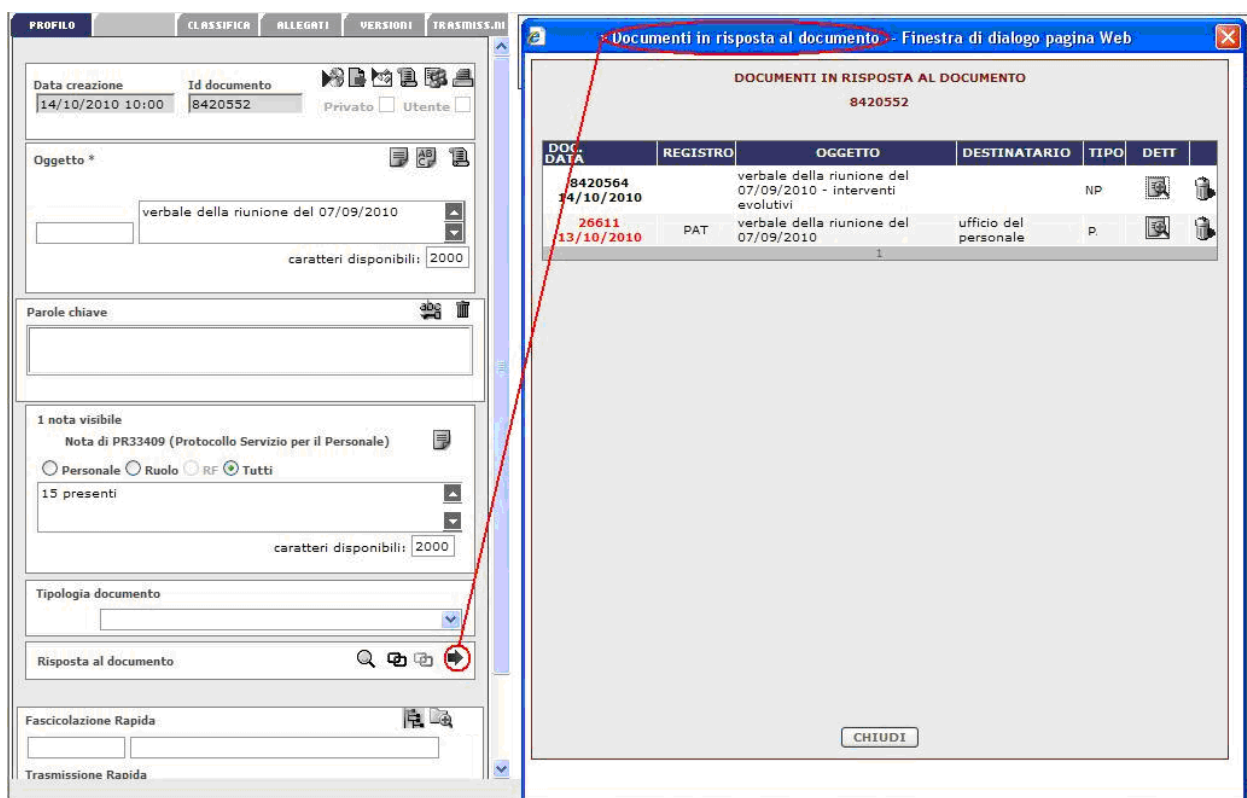 PROFILO CLASSIFICA ALLEGATI VERSIONI TRASMISS.NI
Data creazione Id documento
14/10/2010 10:00 8420552 Privato Utente
Oggetto *
verbale della riunione del 07/09/2010
caratteri disponibili: 2000
Parole chiave
1 nota visibile
Nota di PR33409 (Protocollo Servizio per il Personale)
Personale Ruolo RF Tutti
15 presenti
caratteri disponibili: 2000
Tipologia documento
Risposta al documento
Fascicolazione Rapida
Trasmissione Rapida
Documenti in risposta al documento - Finestra di dialogo pagina Web
DOCUMENTI IN RISPOSTA AL DOCUMENTO
8420552
DOC. DATA REGISTRO OGGETTO DESTINATARIO TIPO DETT
8420564 14/10/2010 verbale della riunione del 07/09/2010 - interventi evolutivi NP
26611 13/10/2010 PAT verbale della riunione del 07/09/2010 ufficio del personale P.
1
CHIUDI